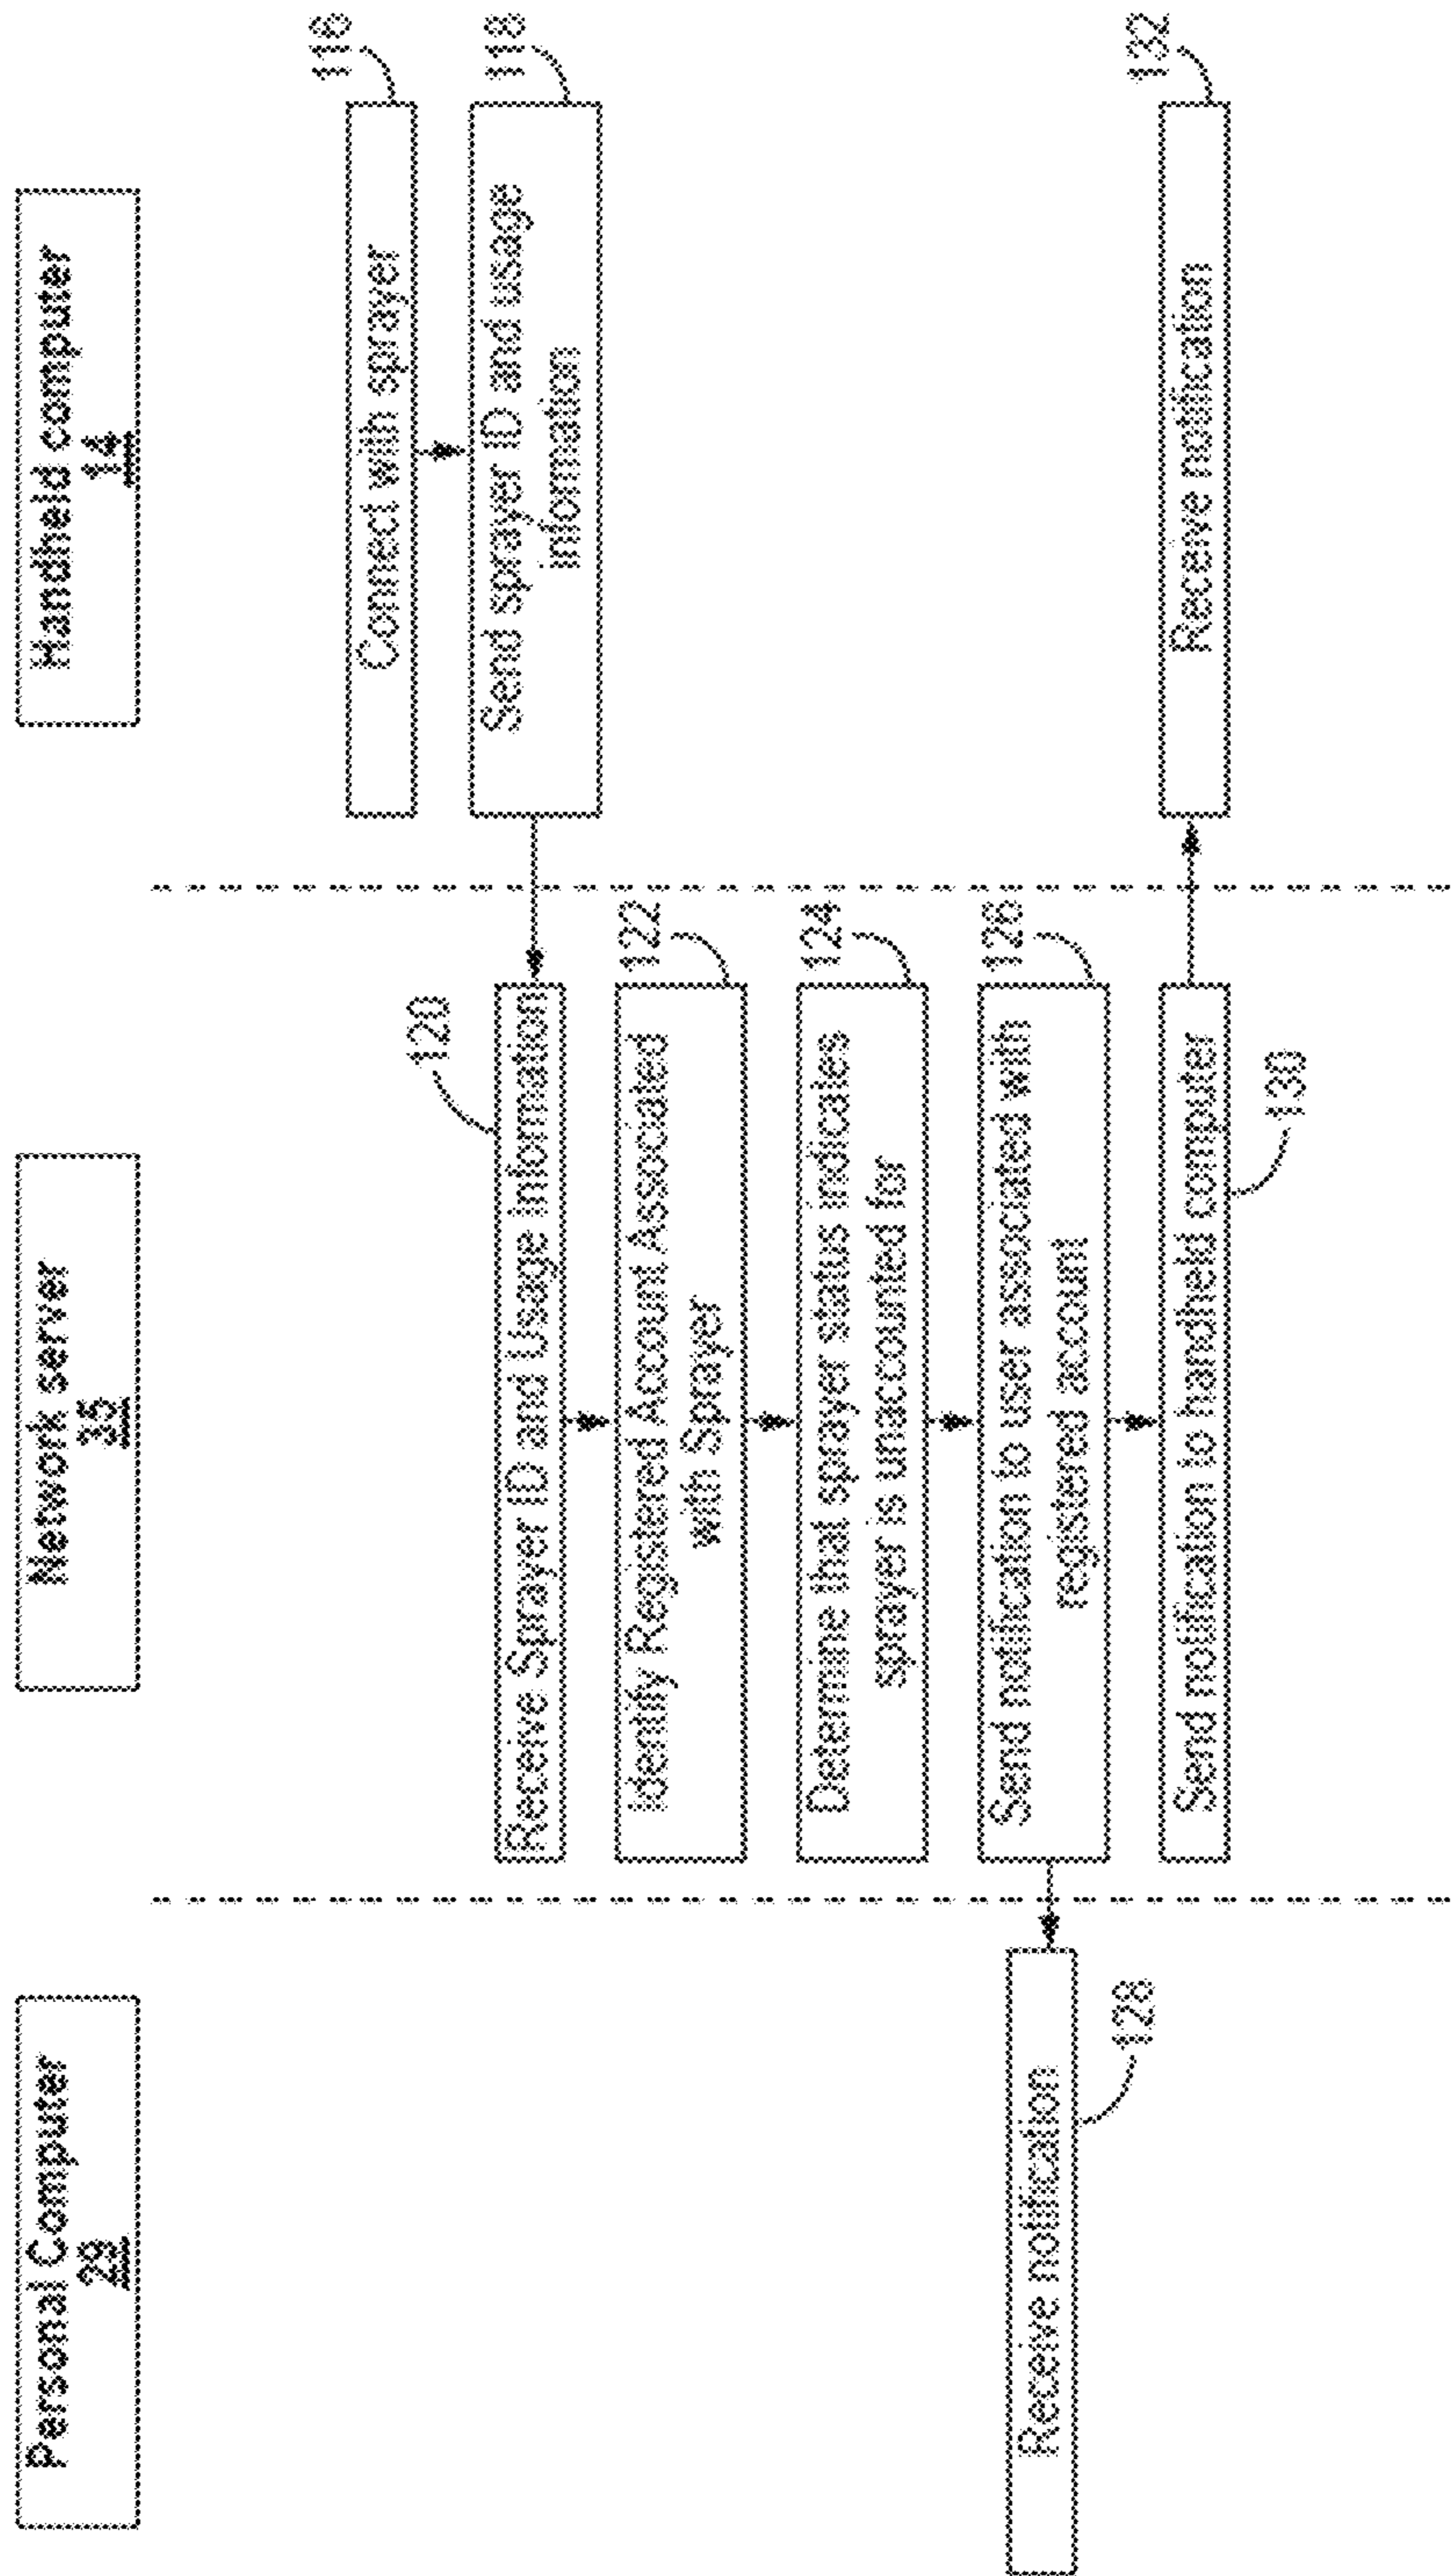 Personal Computer
29
Network server
35
Handheld computer
14
Connect with sprayer
116
Send sprayer ID and usage
information
118
120
Receive Sprayer ID and Usage Information
Identify Registered Account Associated
with Sprayer
122
Determine that sprayer status indicates
sprayer is unaccounted for
124
Send notification to user associated with
registered account
126
Receive notification
128
Send notification to handheld computer
130
Receive notification
132